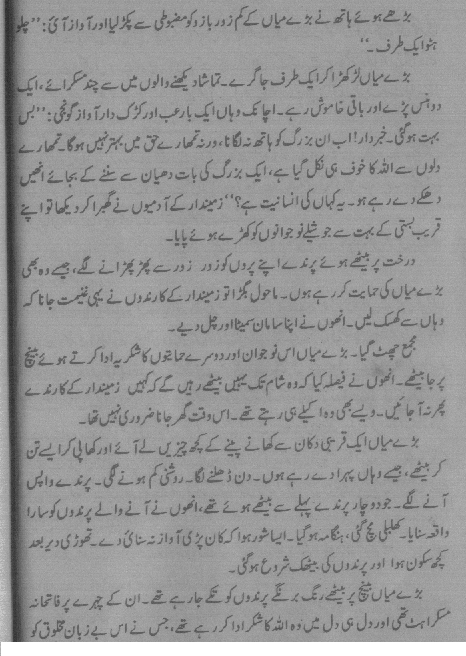 بڑھے ہوئے ہاتھ نے بڑے میاں کے کم زور بازو کو مضبوطی سے پکڑ لیا اور آواز آئی: ’’چلو
ہٹو ایک طرف۔‘‘
بڑے میاں لڑکھڑا کر ایک طرف جا گرے۔ تماشا دیکھنے والوں میں سے چند مسکرائے، ایک
دو ہنس پڑے اور باقی خاموش رہے۔ اچانک وہاں ایک بارعب اور کڑک دار آواز گونجی: ’’بس
بہت ہو گئی۔ خبردار! اب ان بزرگ کو ہاتھ نہ لگانا، ورنہ تمھارے حق میں بہتر نہیں ہوگا۔ تمھارے
دلوں سے اللہ کا خوف ہی نکل گیا ہے، ایک بزرگ کی بات دھیان سے سننے کے بجائے انھیں
دھکے دے رہے ہو۔ یہ کہاں کی انسانیت ہے؟‘‘ زمیندار کے آدمیوں نے گھبرا کر دیکھا تو اپنے
قریب بستی کے بہت سے جوشیلے نوجوانوں کو کھڑے ہوئے پایا۔
درخت پر بیٹھے ہوئے پرندے اپنے پروں کو زور زور سے پھڑپھڑانے لگے، جیسے وہ بھی
بڑے میاں کی حمایت کر رہے ہوں۔ ماحول بگڑا تو زمیندار کے کارندوں نے یہی غنیمت جانا کہ
وہاں سے کھسک لیں۔ انھوں نے اپنا سامان سمیٹا اور چل دیے۔
مجمع چھٹ گیا۔ بڑے میاں اس نوجوان اور دوسرے حمایتوں کا شکریہ ادا کرتے ہوئے بینچ
پر جا بیٹھے۔ انھوں نے فیصلہ کیا کہ وہ شام تک یہیں بیٹھے رہیں گے کہ کہیں زمیندار کے کارندے
پھر نہ آ جائیں۔ ویسے بھی وہ اکیلے ہی رہتے تھے۔ اس وقت گھر جانا ضروری نہیں تھا۔
بڑے میاں ایک قریبی دکان سے کھانے پینے کے کچھ چیزیں لے آئے اور کھا پی کر ایسے تن
کر بیٹھے، جیسے وہاں پہرا دے رہے ہوں۔ دن ڈھلنے لگا۔ روشنی کم ہونے لگی۔ پرندے واپس
آنے لگے۔ جو دو چار پرندے پہلے سے بیٹھے ہوئے تھے، انھوں نے آنے والے پرندوں کو سارا
واقعہ سنایا۔ کھلبلی مچ گئی، ہنگامہ ہو گیا۔ ایسا شور ہوا کہ کان پڑی آواز نہ سنائی دے۔ تھوڑی دیر بعد
کچھ سکون ہوا اور پرندوں کی بیٹھک شروع ہو گئی۔
بڑے میاں بینچ پر بیٹھے رنگ برنگے پرندوں کو تکے جا رہے تھے۔ ان کے چہرے پر فاتحانہ
مسکراہٹ تھی اور دل ہی دل میں وہ اللہ کا شکر ادا کر رہے تھے، جس نے اس بے زبان مخلوق کو